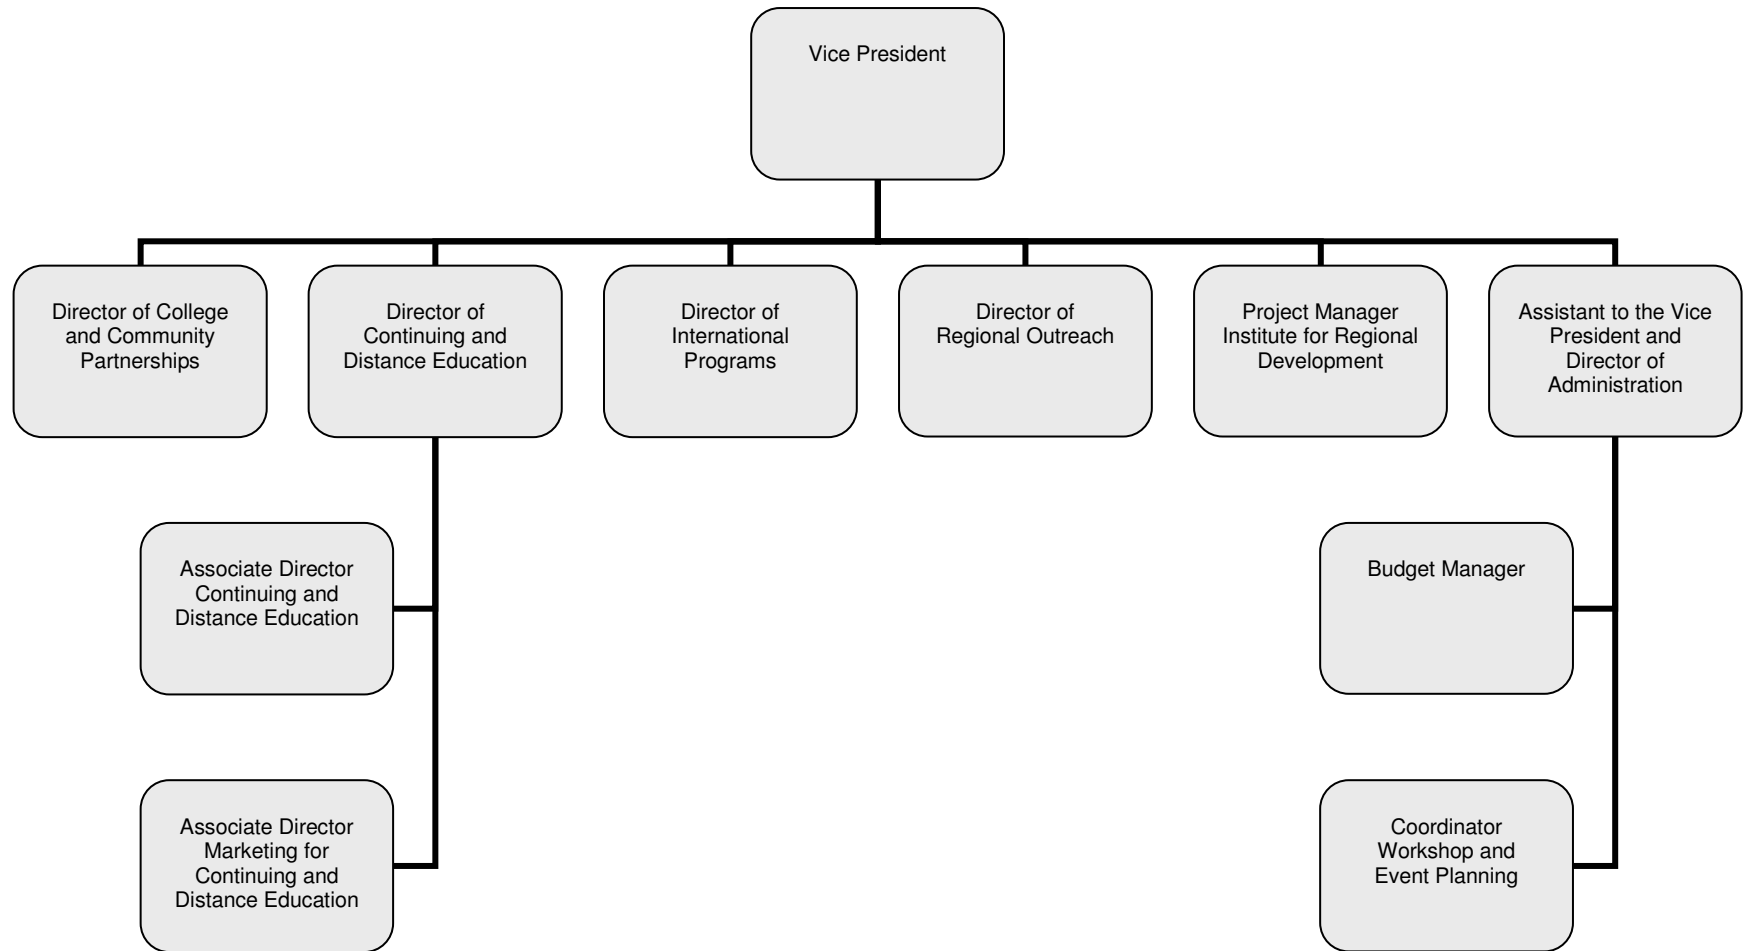 Vice President
Director of College
and Community
Partnerships
Director of
Continuing and
Distance Education
Director of
International
Programs
Director of
Regional Outreach
Project Manager
Institute for Regional
Development
Assistant to the Vice
President and
Director of
Administration
Associate Director
Continuing and
Distance Education
Budget Manager
Associate Director
Marketing for
Continuing and
Distance Education
Coordinator
Workshop and
Event Planning